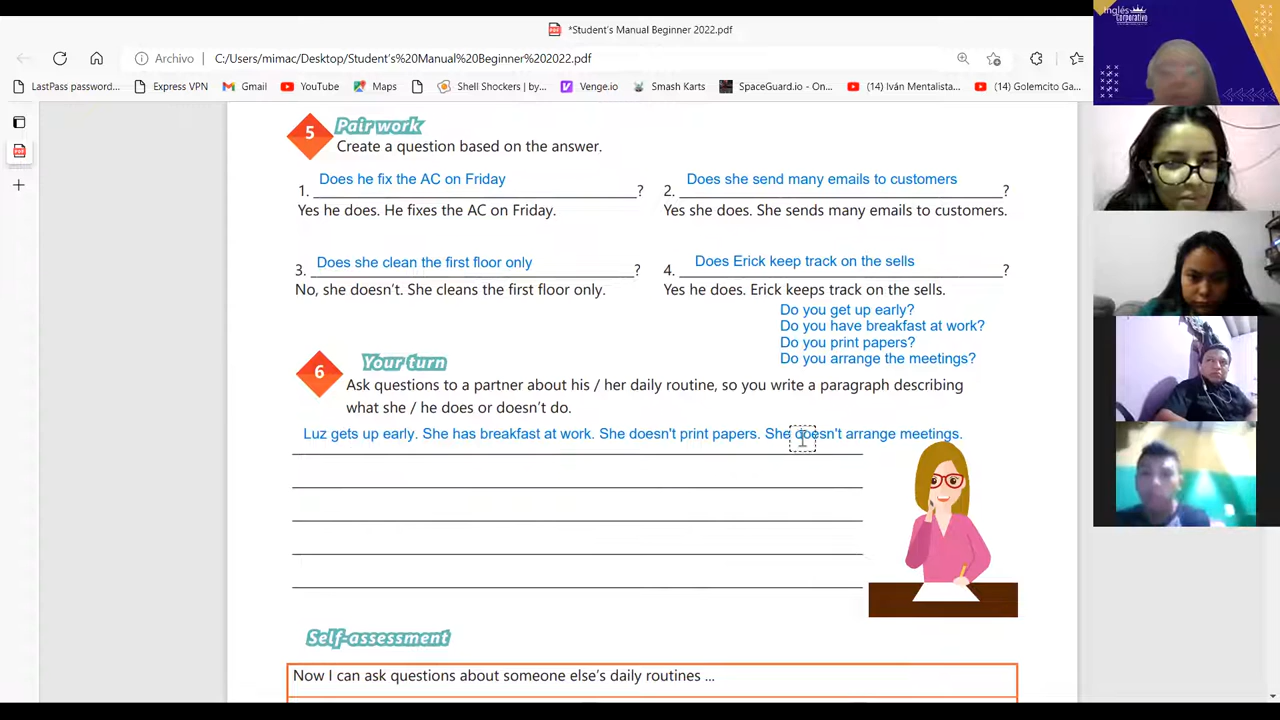 *Student's Manual Beginner 2022.pdf
Archivo C:/Users/mimac/Desktop/Student's%20Manual%20Beginner%202022.pdf
LastPass password... Express VPN Gmail YouTube Maps Shell Shockers | by... Venge.io Smash Karts SpaceGuard.io - On... (14) Iván Mentalista... (14) Golemcito Ga...
Inglés
Corporativo
5 Pair work
Create a question based on the answer.
1. Does he fix the AC on Friday ?
Yes he does. He fixes the AC on Friday.
2. Does she send many emails to customers ?
Yes she does. She sends many emails to customers.
3. Does she clean the first floor only ?
No, she doesn't. She cleans the first floor only.
4. Does Erick keep track on the sells ?
Yes he does. Erick keeps track on the sells.
Do you get up early?
Do you have breakfast at work?
Do you print papers?
Do you arrange the meetings?
6 Your turn
Ask questions to a partner about his / her daily routine, so you write a paragraph describing
what she / he does or doesn't do.
Luz gets up early. She has breakfast at work. She doesn't print papers. She doesn't arrange meetings.
Self-assessment
Now I can ask questions about someone else's daily routines ...